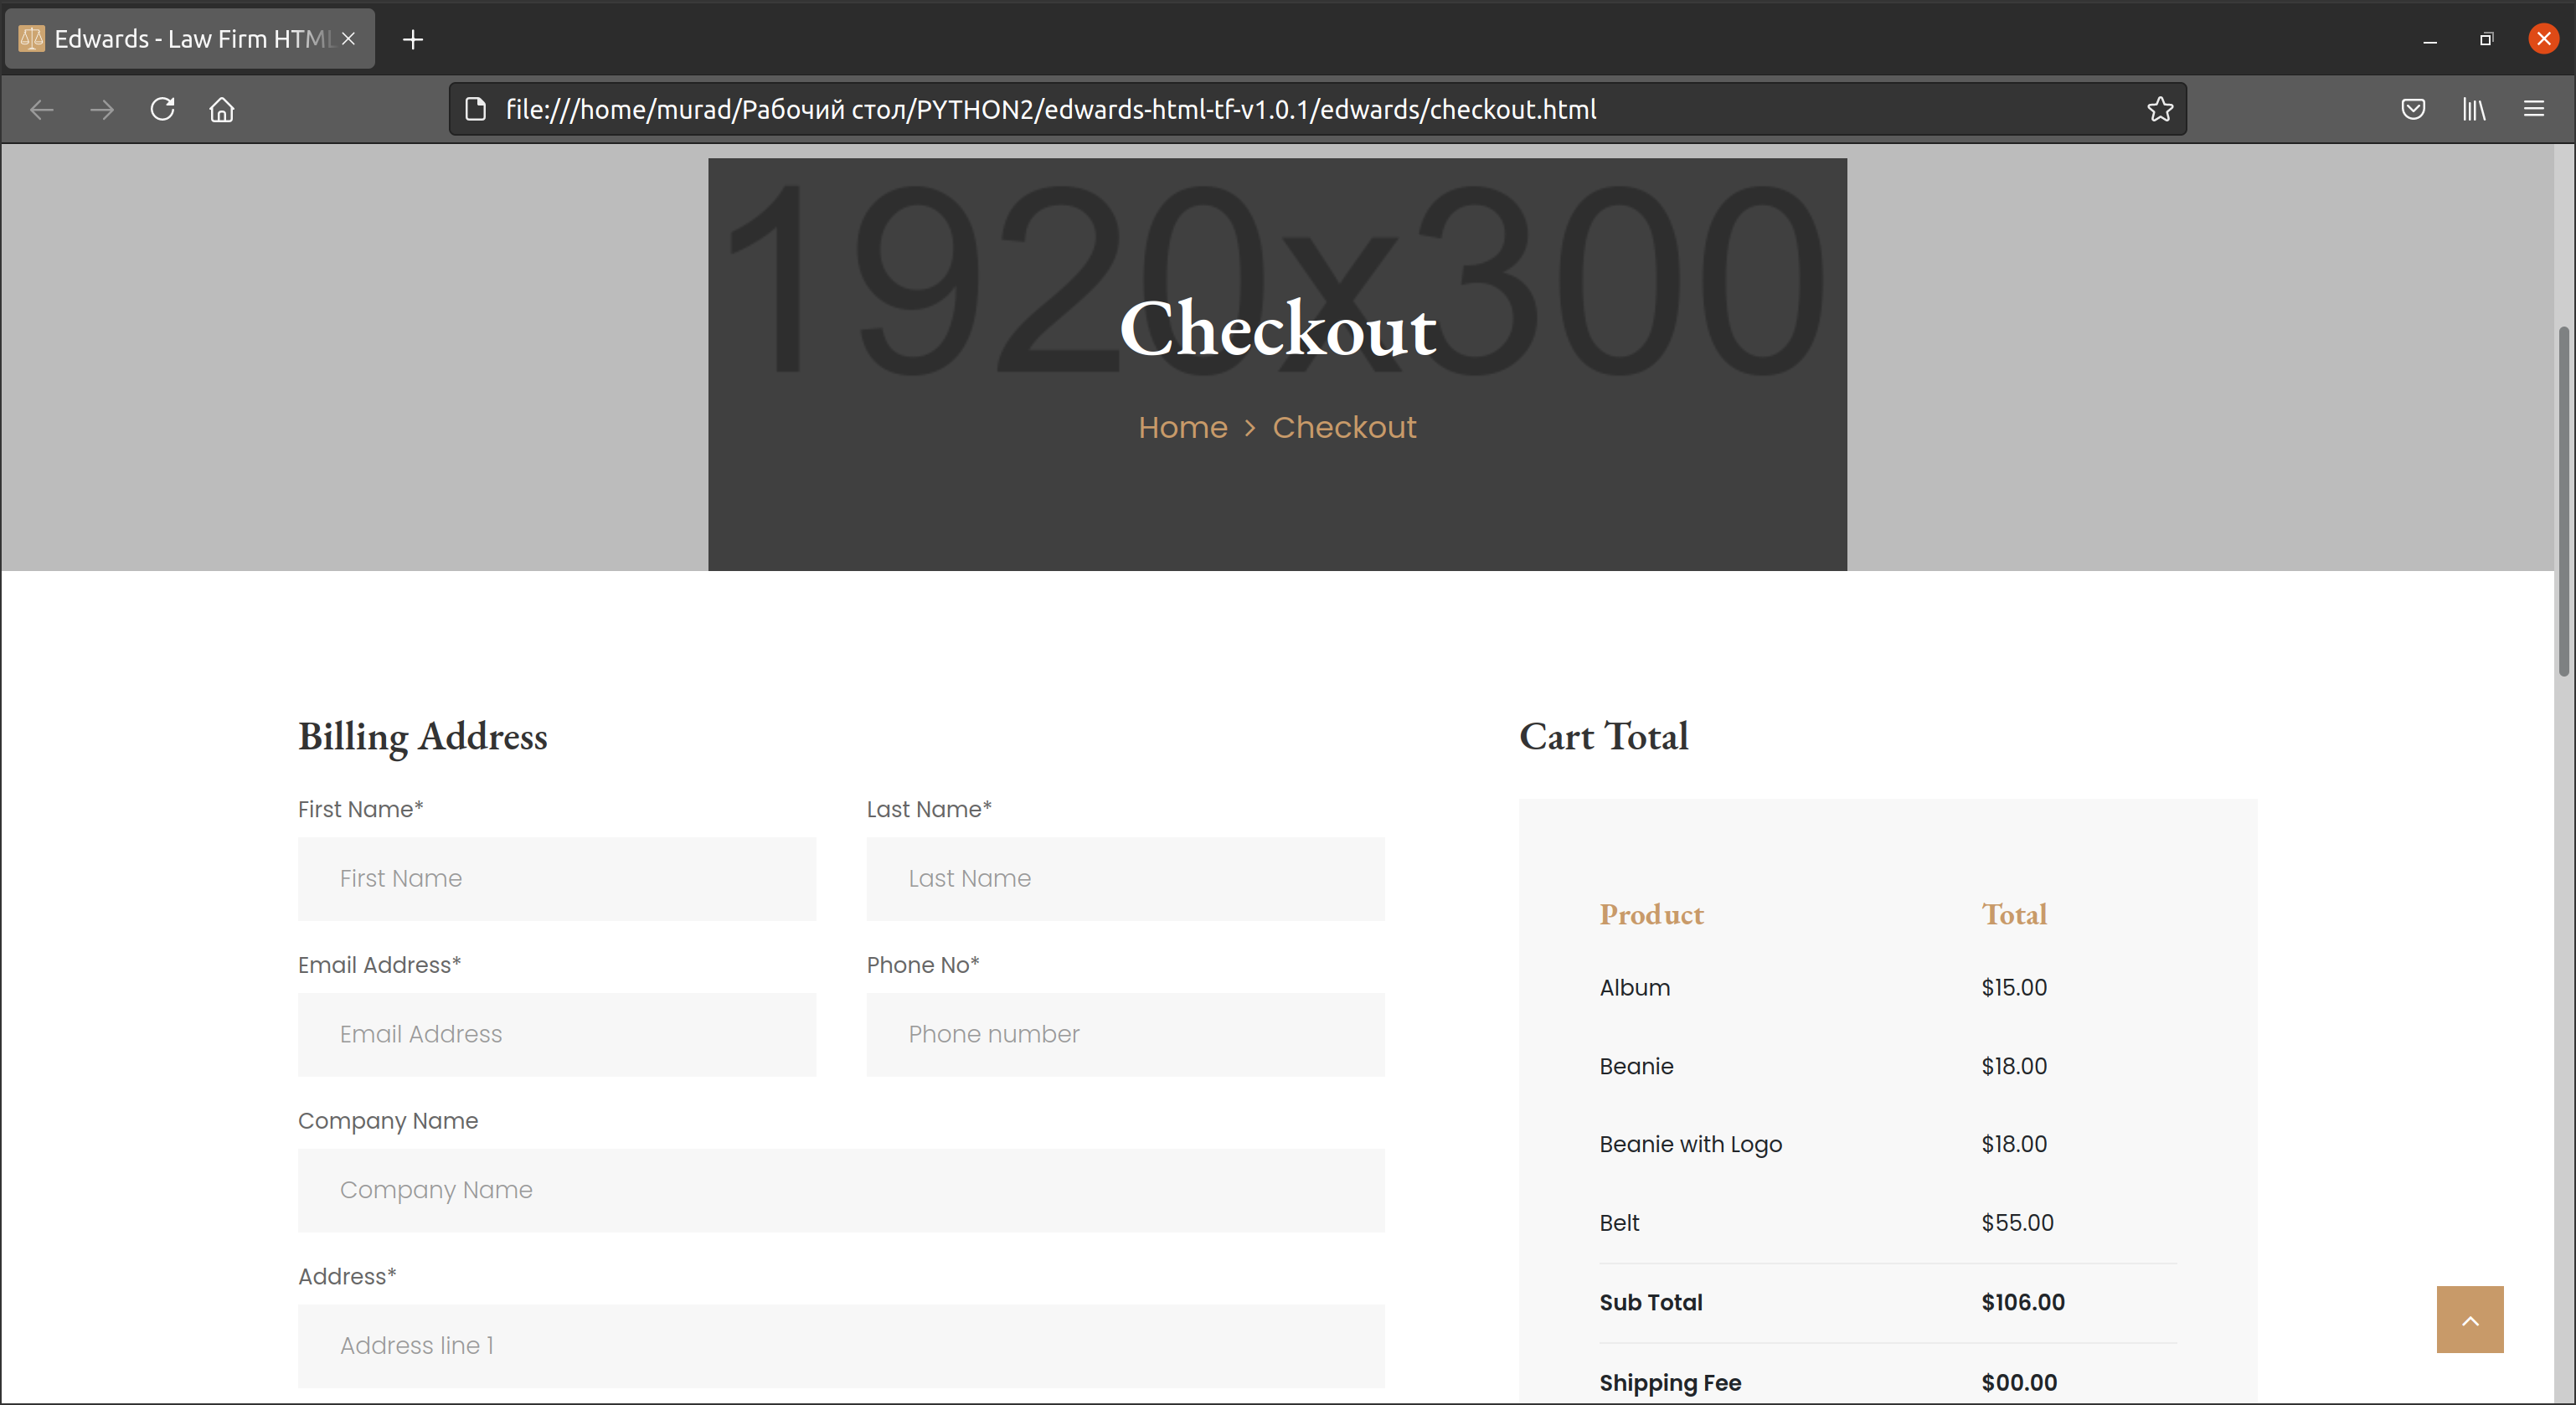 Edwards - Law Firm HTML
file:///home/murad/Рабочий стол/PYTHON2/edwards-html-tf-v1.0.1/edwards/checkout.html
1920x300
Checkout
Home > Checkout
Billing Address
First Name* Last Name*
First Name Last Name
Email Address* Phone No*
Email Address Phone number
Company Name
Company Name
Address*
Address line 1
Cart Total
Product Total
Album $15.00
Beanie $18.00
Beanie with Logo $18.00
Belt $55.00
Sub Total $106.00
Shipping Fee $00.00